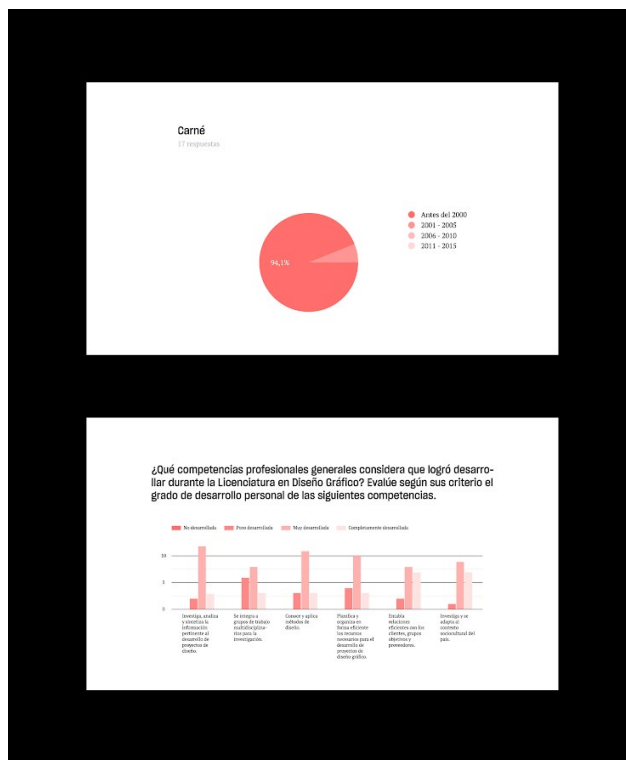 Carné
17 respuestas
94,1%
Antes del 2000
2001 - 2005
2006 - 2010
2011 - 2015
¿Qué competencias profesionales generales considera que logró desarro-
llar durante la Licenciatura en Diseño Gráfico? Evalúe según sus criterio el
grado de desarrollo personal de las siguientes competencias.
No desarrollada
Poco desarrollada
Muy desarrollada
Completamente desarrollada
10
5
0
Investiga, analiza
y sintetiza la
información
pertinente al
desarrollo de
proyectos de
diseño.
Se integra a
grupos de trabajo
multidisciplina-
rios para la
investigación.
Conoce y aplica
métodos de
diseño.
Planifica y
organiza en
forma eficiente
los recursos
necesarios para el
desarrollo de
proyectos de
diseño gráfico.
Entabla
relaciones
eficientes con los
clientes, grupos
objetivos y
proveedores.
Investiga y se
adapta al
contexto
sociocultural del
país.